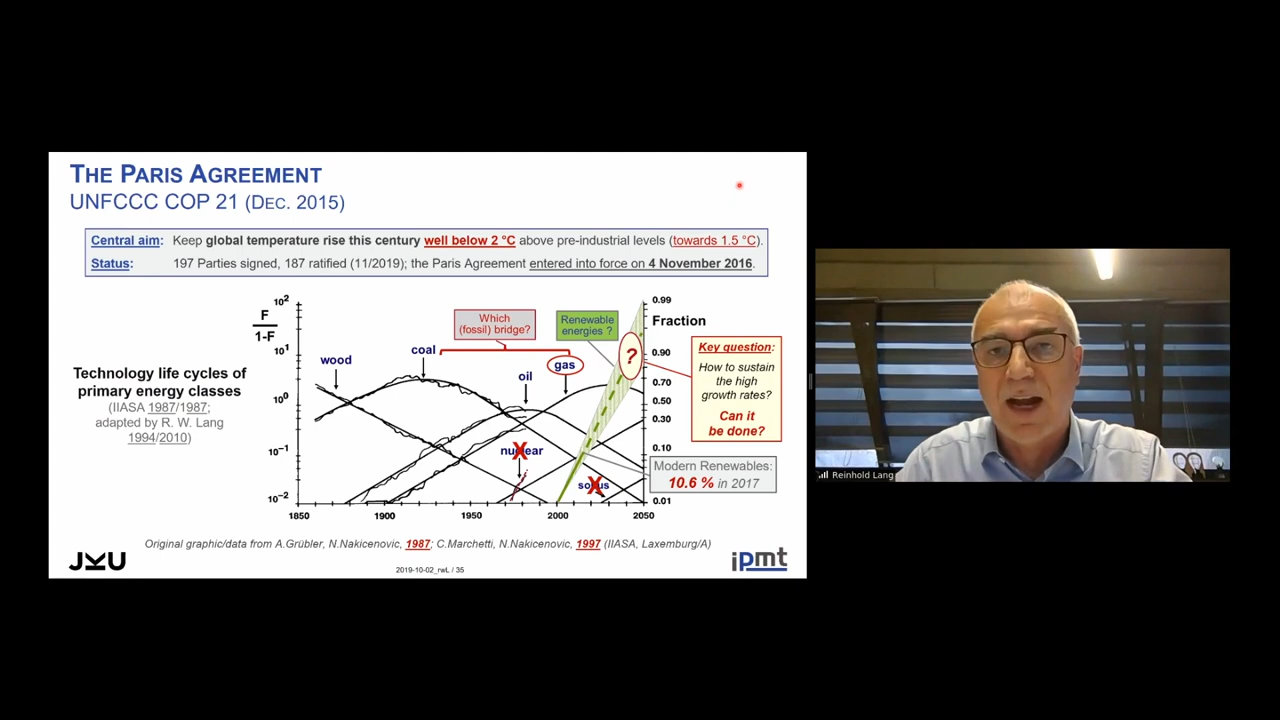 THE PARIS AGREEMENT
UNFCCC COP 21 (DEC. 2015)
Central aim: Keep global temperature rise this century well below 2 °C above pre-industrial levels (towards 1.5 °C).
Status: 197 Parties signed, 187 ratified (11/2019); the Paris Agreement entered into force on 4 November 2016.
Technology life cycles of
primary energy classes
(IIASA 1987/1987;
adapted by R. W. Lang
1994/2010)
F
1-F
10²
10¹
10⁰
10⁻¹
10⁻²
wood
coal
Which
(fossil) bridge?
oil
gas
Renewable
energies ?
?
nuclear
X
X
0.99
Fraction
0.90
0.70
0.50
0.30
0.10
0.01
Key question:
How to sustain
the high
growth rates?
Can it
be done?
Modern Renewables:
10.6 % in 2017
1850
1900
1950
2000
2050
Original graphic/data from A.Grübler, N.Nakicenovic, 1987; C.Marchetti, N.Nakicenovic, 1997 (IIASA, Laxemburg/A)
JKU
2019-10-02_rwL / 35
ipmt
Reinhold Lang